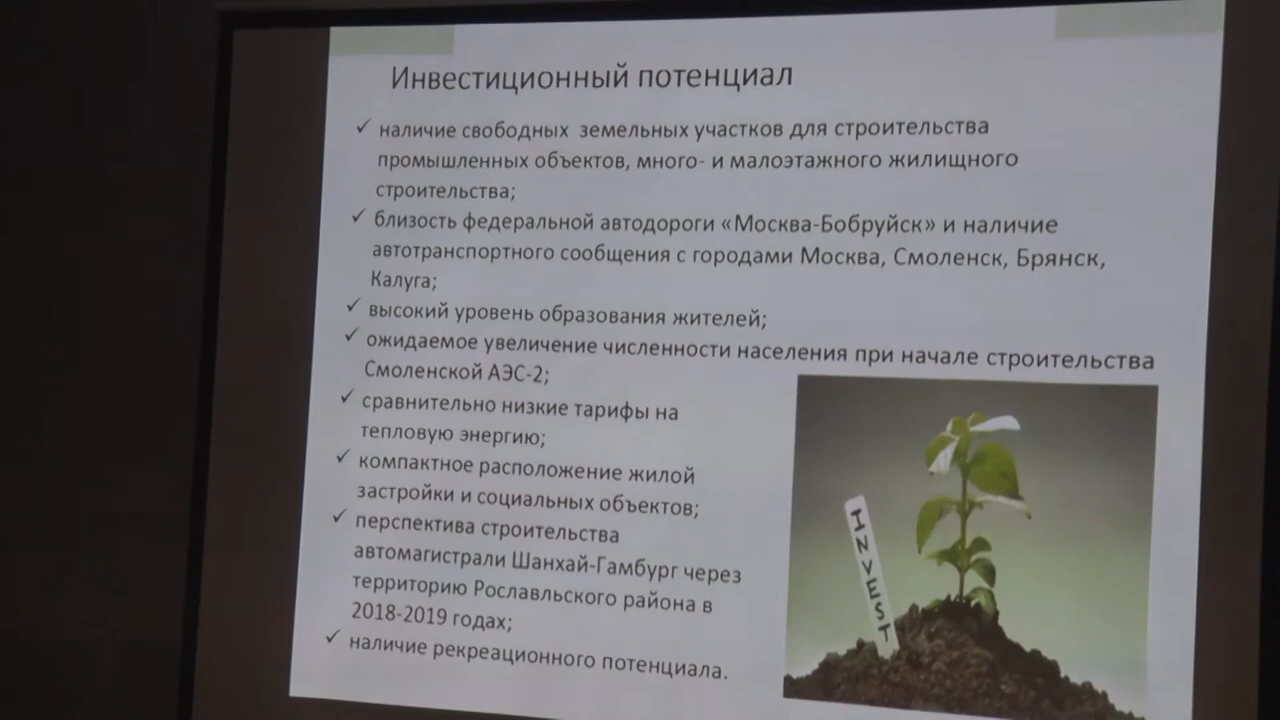 Инвестиционный потенциал
✓ наличие свободных земельных участков для строительства
промышленных объектов, много- и малоэтажного жилищного
строительства;
✓ близость федеральной автодороги «Москва-Бобруйск» и наличие
автотранспортного сообщения с городами Москва, Смоленск, Брянск,
Калуга;
✓ высокий уровень образования жителей;
✓ ожидаемое увеличение численности населения при начале строительства
Смоленской АЭС-2;
✓ сравнительно низкие тарифы на
тепловую энергию;
✓ компактное расположение жилой
застройки и социальных объектов;
✓ перспектива строительства
автомагистрали Шанхай-Гамбург через
территорию Рославльского района в
2018-2019 годах;
✓ наличие рекреационного потенциала.
INVEST